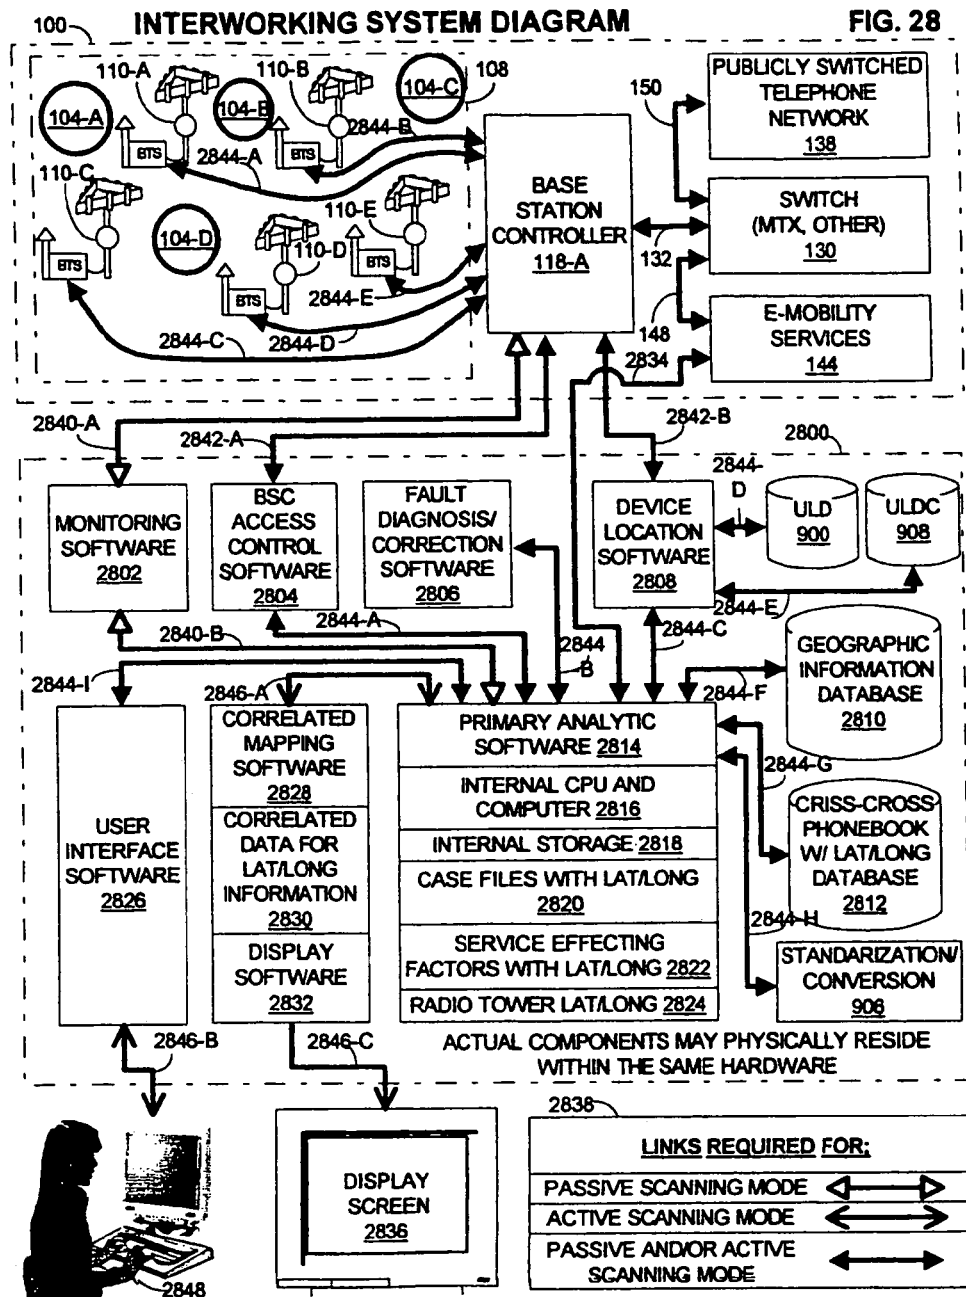 INTERWORKING SYSTEM DIAGRAM
FIG. 28
100
110-A
110-B
104-C
108
104-A
104-B
2844-B
BTS
BTS
2844-A
110-C
110-E
104-D
110-D
BTS
BTS
BTS
2844-E
2844-C
2844-D
BASE
STATION
CONTROLLER
118-A
150
PUBLICLY SWITCHED
TELEPHONE
NETWORK
138
SWITCH
(MTX, OTHER)
130
132
148
E-MOBILITY
SERVICES
144
2834
2840-A
2842-A
2842-B
2800
MONITORING
SOFTWARE
2802
BSC
ACCESS
CONTROL
SOFTWARE
2804
FAULT
DIAGNOSIS/
CORRECTION
SOFTWARE
2806
DEVICE
LOCATION
SOFTWARE
2808
2844-
D
ULD
900
ULDC
908
2844-E
2844-A
2840-B
2844
-B
2844-C
2844-F
GEOGRAPHIC
INFORMATION
DATABASE
2810
2844-I
2846-A
USER
INTERFACE
SOFTWARE
2826
CORRELATED
MAPPING
SOFTWARE
2828
CORRELATED
DATA FOR
LAT/LONG
INFORMATION
2830
DISPLAY
SOFTWARE
2832
PRIMARY ANALYTIC
SOFTWARE 2814
INTERNAL CPU AND
COMPUTER 2816
INTERNAL STORAGE 2818
CASE FILES WITH LAT/LONG
2820
SERVICE EFFECTING
FACTORS WITH LAT/LONG 2822
RADIO TOWER LAT/LONG 2824
2844-G
CRISS-CROSS
PHONEBOOK
W/ LAT/LONG
DATABASE
2812
2844-H
STANDARIZATION/
CONVERSION
906
2846-B
2846-C
ACTUAL COMPONENTS MAY PHYSICALLY RESIDE
WITHIN THE SAME HARDWARE
2848
DISPLAY
SCREEN
2836
2838
LINKS REQUIRED FOR;
PASSIVE SCANNING MODE
ACTIVE SCANNING MODE
PASSIVE AND/OR ACTIVE
SCANNING MODE